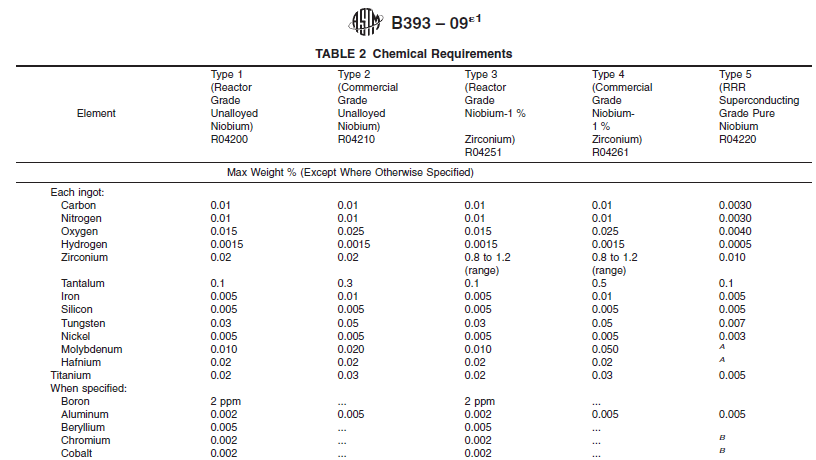 ASTM B393 – 09ε1
TABLE 2 Chemical Requirements
Element Type 1 (Reactor Grade Unalloyed Niobium) R04200 Type 2 (Commercial Grade Unalloyed Niobium) R04210 Type 3 (Reactor Grade Niobium-1 % Zirconium) R04251 Type 4 (Commercial Grade Niobium- 1 % Zirconium) R04261 Type 5 (RRR Superconducting Grade Pure Niobium R04220
Max Weight % (Except Where Otherwise Specified)
Each ingot:
Carbon 0.01 0.01 0.01 0.01 0.0030
Nitrogen 0.01 0.01 0.01 0.01 0.0030
Oxygen 0.015 0.025 0.015 0.025 0.0040
Hydrogen 0.0015 0.0015 0.0015 0.0015 0.0005
Zirconium 0.02 0.02 0.8 to 1.2 0.8 to 1.2 0.010
(range) (range)
Tantalum 0.1 0.3 0.1 0.5 0.1
Iron 0.005 0.01 0.005 0.01 0.005
Silicon 0.005 0.005 0.005 0.005 0.005
Tungsten 0.03 0.05 0.03 0.05 0.007
Nickel 0.005 0.005 0.005 0.005 0.003
Molybdenum 0.010 0.020 0.010 0.050 A
Hafnium 0.02 0.02 0.02 0.02 A
Titanium 0.02 0.03 0.02 0.03 0.005
When specified:
Boron 2 ppm ... 2 ppm ...
Aluminum 0.002 0.005 0.002 0.005 0.005
Beryllium 0.005 ... 0.005 ...
Chromium 0.002 ... 0.002 ... B
Cobalt 0.002 ... 0.002 ... B